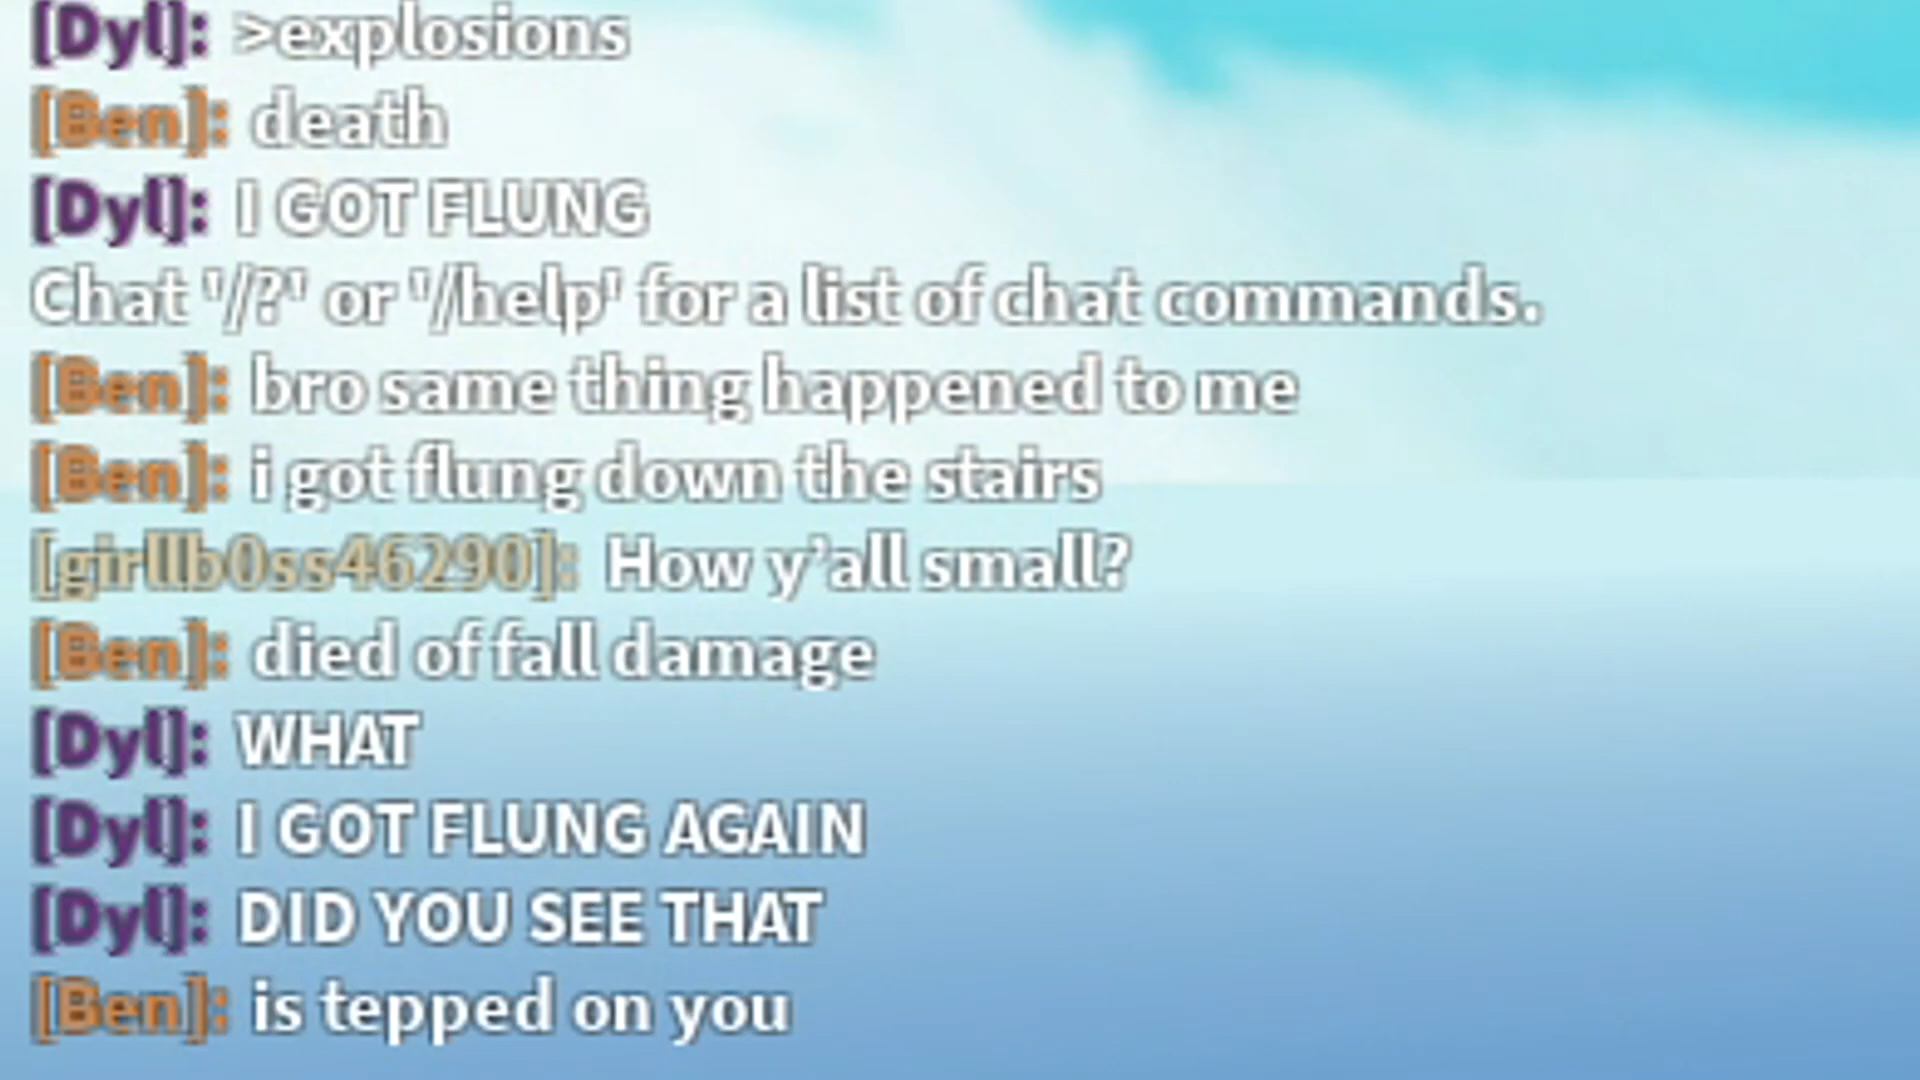 [Dyl]: >explosions
[Ben]: death
[Dyl]: I GOT FLUNG
Chat '/?' or '/help' for a list of chat commands.
[Ben]: bro same thing happened to me
[Ben]: i got flung down the stairs
[girllb0ss46290]: How y’all small?
[Ben]: died of fall damage
[Dyl]: WHAT
[Dyl]: I GOT FLUNG AGAIN
[Dyl]: DID YOU SEE THAT
[Ben]: is tepped on you